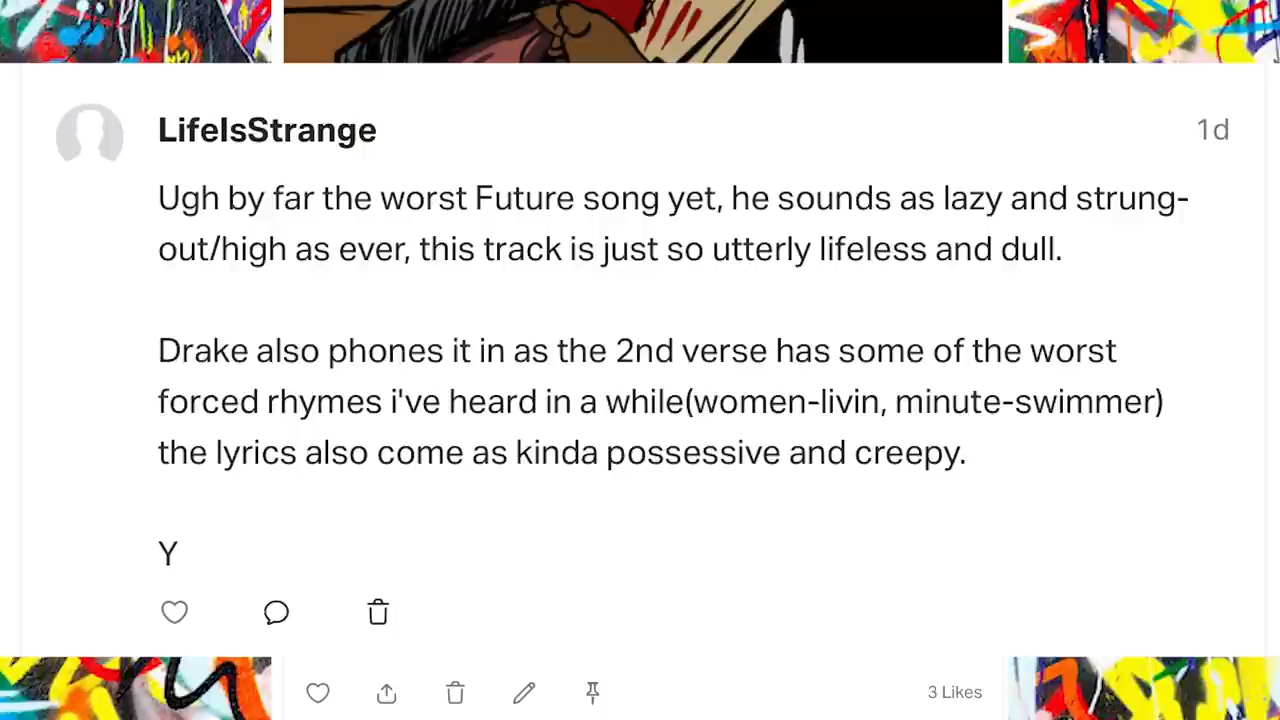 LifeIsStrange
1d
Ugh by far the worst Future song yet, he sounds as lazy and strung-
out/high as ever, this track is just so utterly lifeless and dull.
Drake also phones it in as the 2nd verse has some of the worst
forced rhymes i've heard in a while(women-livin, minute-swimmer)
the lyrics also come as kinda possessive and creepy.
Y
3 Likes